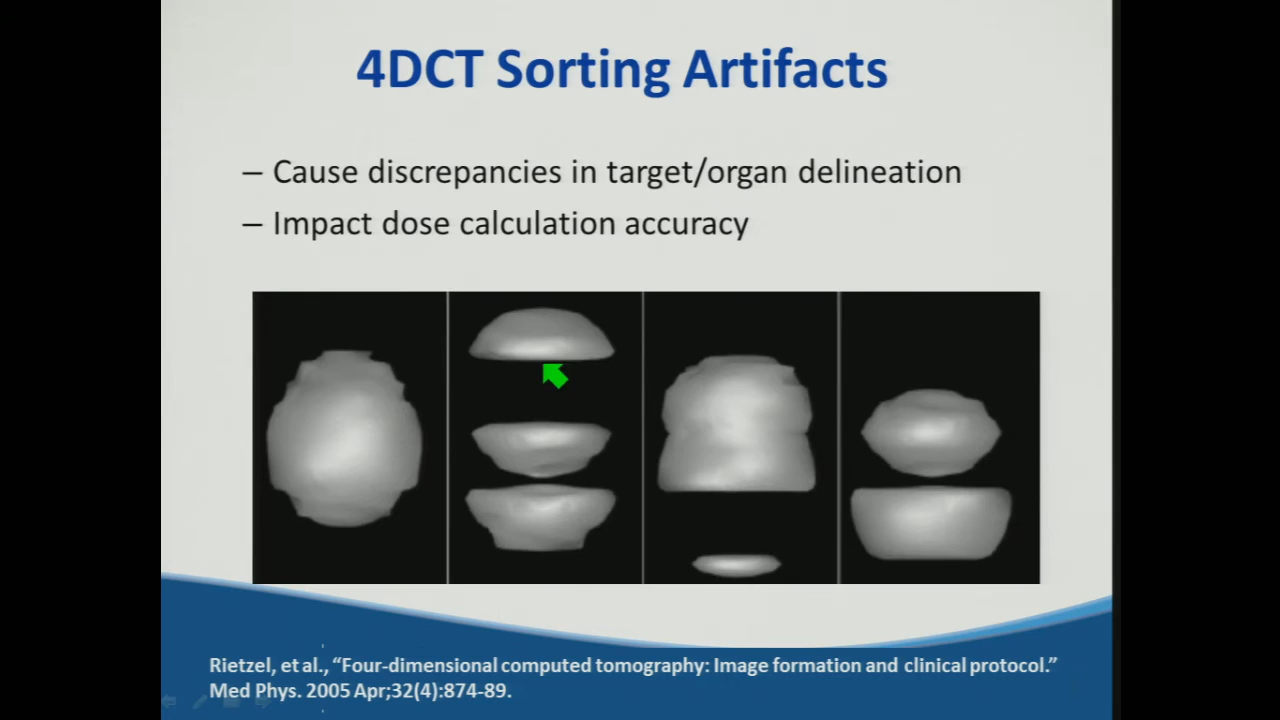 4DCT Sorting Artifacts
– Cause discrepancies in target/organ delineation
– Impact dose calculation accuracy
Rietzel, et al., “Four-dimensional computed tomography: Image formation and clinical protocol.”
Med Phys. 2005 Apr;32(4):874-89.